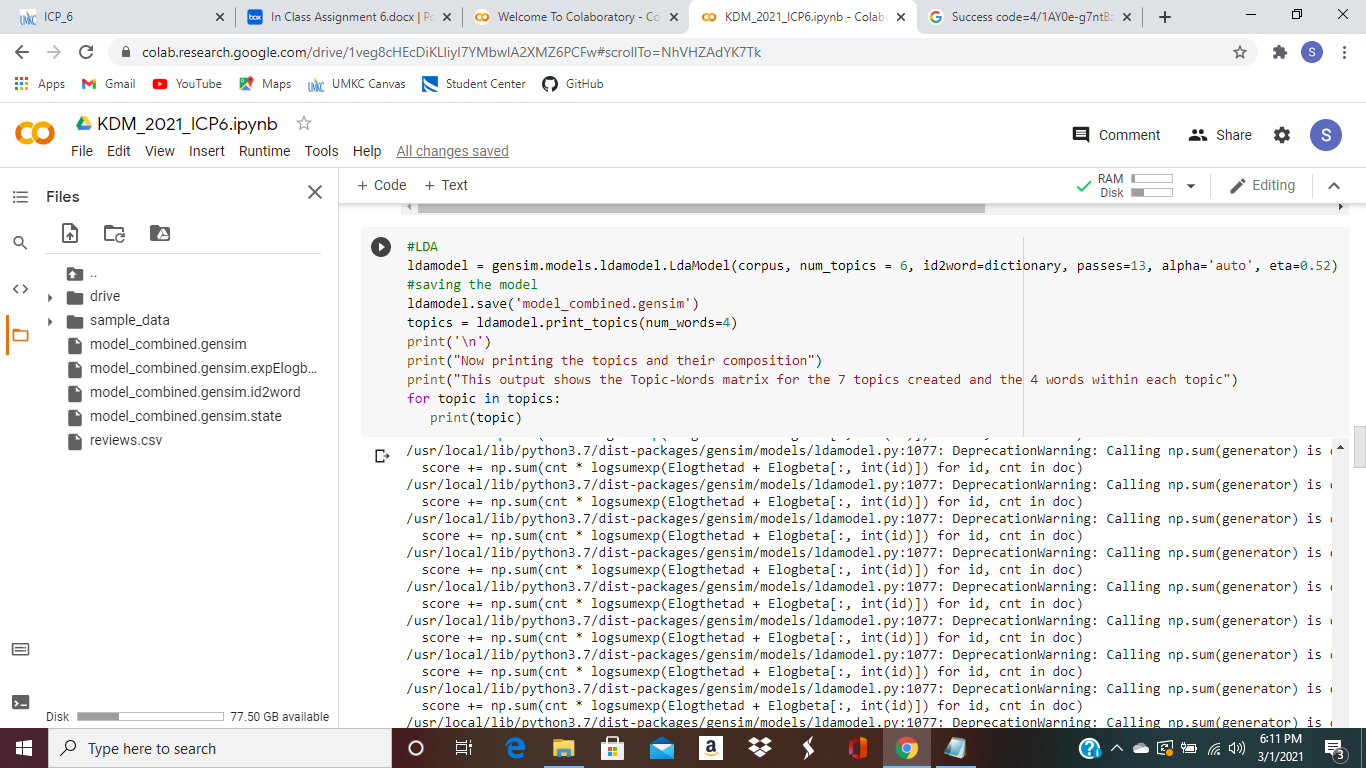 ICP_6
In Class Assignment 6.docx | Po
Welcome To Colaboratory - Co
KDM_2021_ICP6.ipynb - Colab
Success code=4/1AY0e-g7ntB
colab.research.google.com/drive/1veg8cHEcDiKLIiyI7YMbwIA2XMZ6PCFw#scrollTo=NhVHZAdYK7Tk
S
Apps
Gmail
YouTube
Maps
UMKC Canvas
Student Center
GitHub
KDM_2021_ICP6.ipynb
Comment
Share
S
File Edit View Insert Runtime Tools Help All changes saved
Files
+ Code + Text
RAM
Disk
Editing
..
drive
sample_data
model_combined.gensim
model_combined.gensim.expElogb...
model_combined.gensim.id2word
model_combined.gensim.state
reviews.csv
Disk
77.50 GB available
#LDA
ldamodel = gensim.models.ldamodel.LdaModel(corpus, num_topics = 6, id2word=dictionary, passes=13, alpha='auto', eta=0.52)
#saving the model
ldamodel.save('model_combined.gensim')
topics = ldamodel.print_topics(num_words=4)
print('\n')
print("Now printing the topics and their composition")
print("This output shows the Topic-Words matrix for the 7 topics created and the 4 words within each topic")
for topic in topics:
print(topic)
/usr/local/lib/python3.7/dist-packages/gensim/models/ldamodel.py:1077: DeprecationWarning: Calling np.sum(generator) is
score += np.sum(cnt * logsumexp(Elogthetad + Elogbeta[:, int(id)]) for id, cnt in doc)
/usr/local/lib/python3.7/dist-packages/gensim/models/ldamodel.py:1077: DeprecationWarning: Calling np.sum(generator) is
score += np.sum(cnt * logsumexp(Elogthetad + Elogbeta[:, int(id)]) for id, cnt in doc)
/usr/local/lib/python3.7/dist-packages/gensim/models/ldamodel.py:1077: DeprecationWarning: Calling np.sum(generator) is
score += np.sum(cnt * logsumexp(Elogthetad + Elogbeta[:, int(id)]) for id, cnt in doc)
/usr/local/lib/python3.7/dist-packages/gensim/models/ldamodel.py:1077: DeprecationWarning: Calling np.sum(generator) is
score += np.sum(cnt * logsumexp(Elogthetad + Elogbeta[:, int(id)]) for id, cnt in doc)
/usr/local/lib/python3.7/dist-packages/gensim/models/ldamodel.py:1077: DeprecationWarning: Calling np.sum(generator) is
score += np.sum(cnt * logsumexp(Elogthetad + Elogbeta[:, int(id)]) for id, cnt in doc)
/usr/local/lib/python3.7/dist-packages/gensim/models/ldamodel.py:1077: DeprecationWarning: Calling np.sum(generator) is
score += np.sum(cnt * logsumexp(Elogthetad + Elogbeta[:, int(id)]) for id, cnt in doc)
/usr/local/lib/python3.7/dist-packages/gensim/models/ldamodel.py:1077: DeprecationWarning: Calling np.sum(generator) is
score += np.sum(cnt * logsumexp(Elogthetad + Elogbeta[:, int(id)]) for id, cnt in doc)
/usr/local/lib/python3.7/dist-packages/gensim/models/ldamodel.py:1077: DeprecationWarning: Calling np.sum(generator) is
score += np.sum(cnt * logsumexp(Elogthetad + Elogbeta[:, int(id)]) for id, cnt in doc)
/usr/local/lib/python3.7/dist-packages/gensim/models/ldamodel.py:1077: DeprecationWarning: Calling np.sum(generator) is
Type here to search
6:11 PM
3/1/2021
3